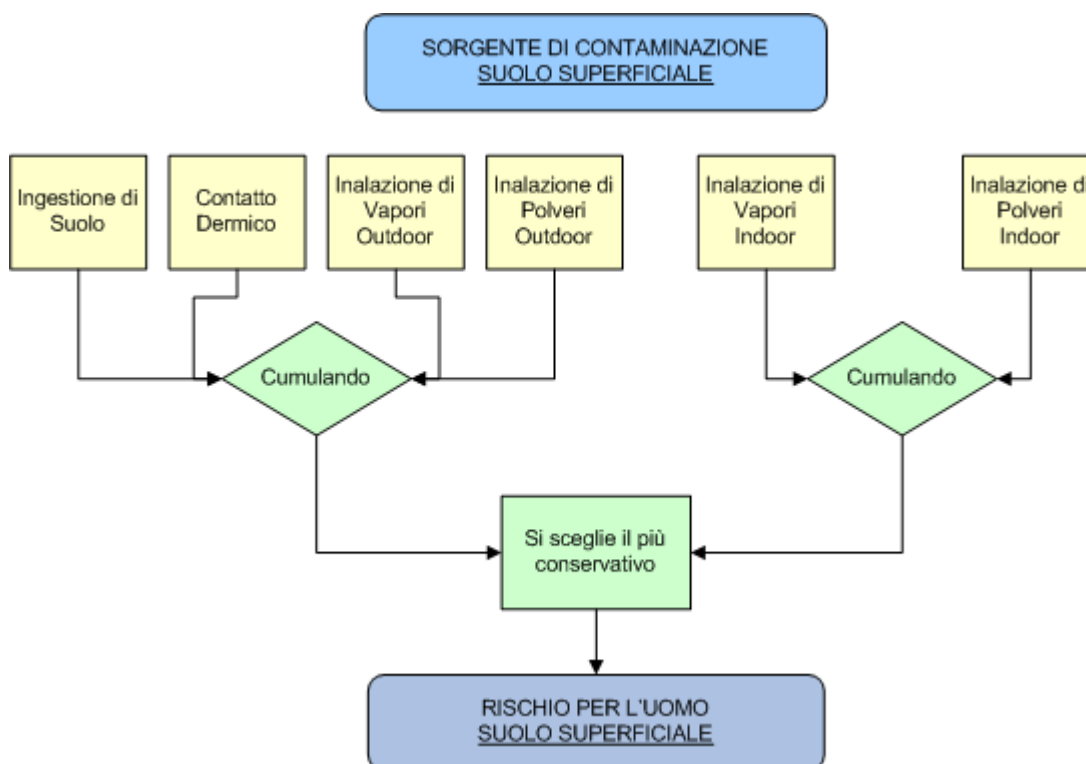 SORGENTE DI CONTAMINAZIONE
SUOLO SUPERFICIALE
Ingestione di
Suolo
Contatto
Dermico
Inalazione di
Vapori
Outdoor
Inalazione di
Polveri
Outdoor
Inalazione di
Vapori
Indoor
Inalazione di
Polveri
Indoor
Cumulando
Cumulando
Si sceglie il più
conservativo
RISCHIO PER L'UOMO
SUOLO SUPERFICIALE